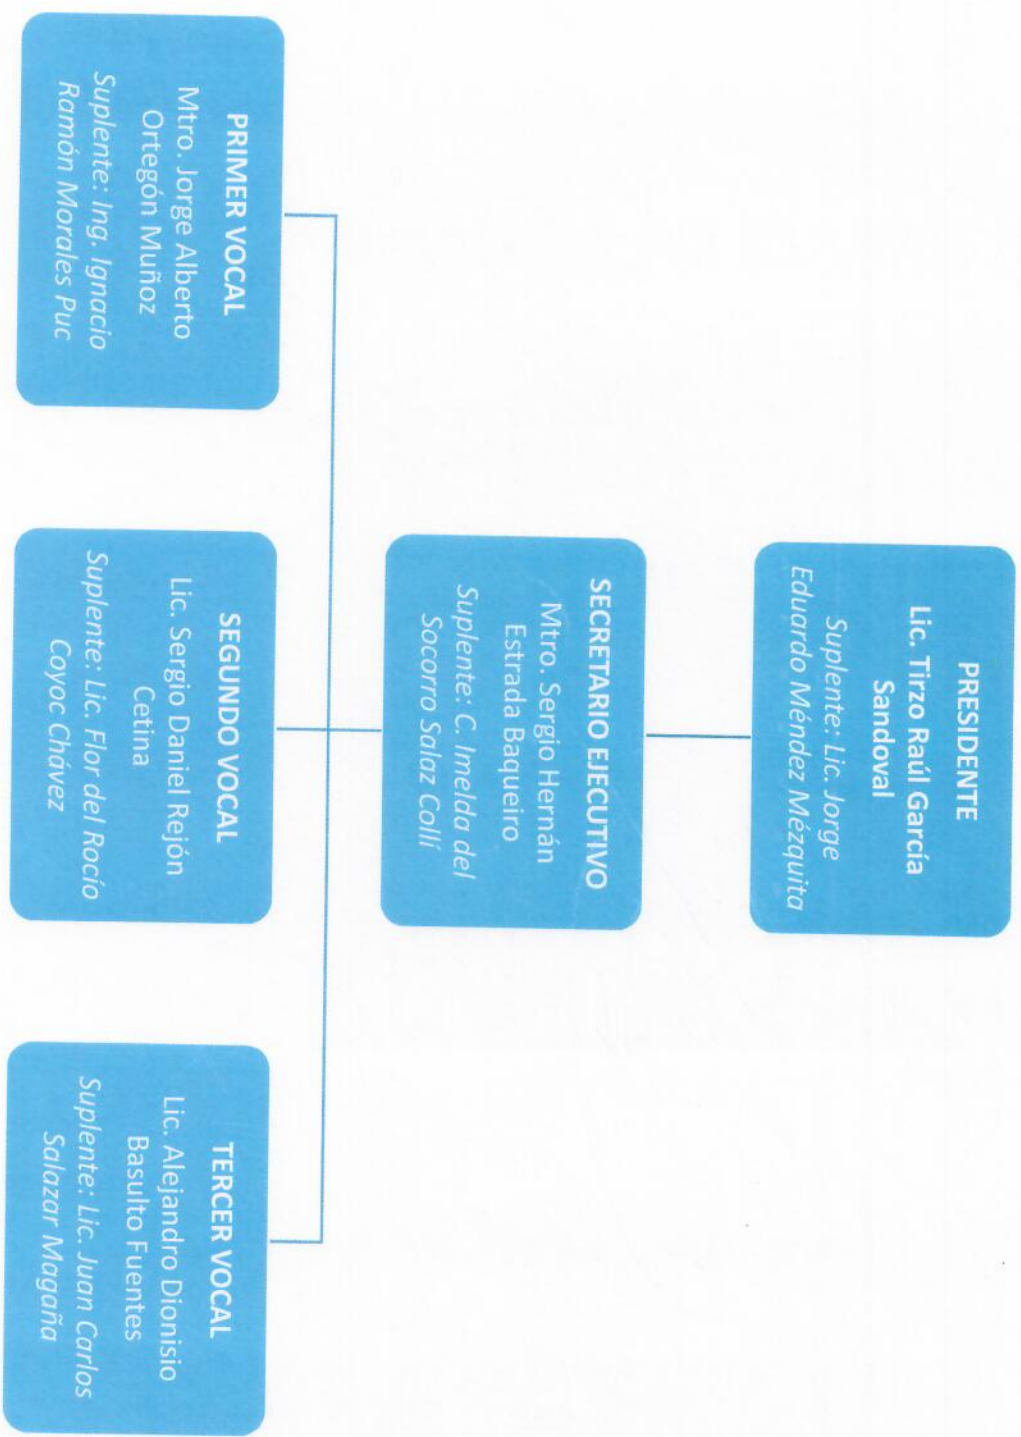 PRESIDENTE
Lic. Tirzo Raúl García
Sandoval
Suplente: Lic. Jorge
Eduardo Méndez Mézquita
SECRETARIO EJECUTIVO
Mtro. Sergio Hernán
Estrada Baqueiro
Suplente: C. Imelda del
Socorro Salaz Collí
PRIMER VOCAL
Mtro. Jorge Alberto
Ortegón Muñoz
Suplente: Ing. Ignacio
Ramón Morales Puc
SEGUNDO VOCAL
Lic. Sergio Daniel Rejón
Cetina
Suplente: Lic. Flor del Rocío
Coyoc Chávez
TERCER VOCAL
Lic. Alejandro Dionisio
Basulto Fuentes
Suplente: Lic. Juan Carlos
Salazar Magaña